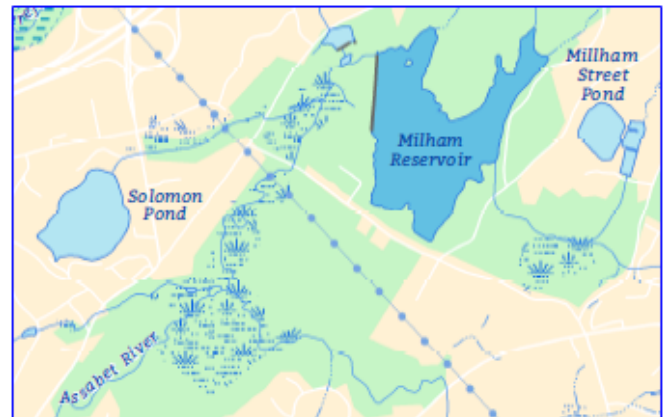 Millham
Street
Pond
Milham
Reservoir
Solomon
Pond
Assabet River